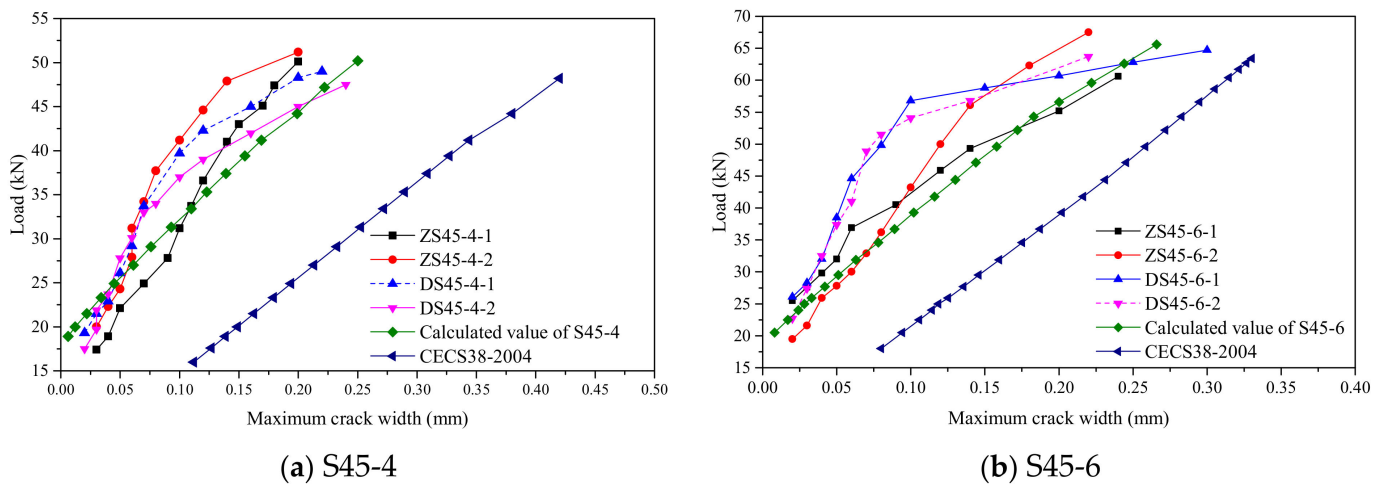 55
50
45
40
35
30
25
20
15
Load (kN)
0.00 0.05 0.10 0.15 0.20 0.25 0.30 0.35 0.40 0.45 0.50
Maximum crack width (mm)
ZS45-4-1
ZS45-4-2
DS45-4-1
DS45-4-2
Calculated value of S45-4
CECS38-2004
(a) S45-4
70
65
60
55
50
45
40
35
30
25
20
15
Load (kN)
0.00 0.05 0.10 0.15 0.20 0.25 0.30 0.35 0.40
Maximum crack width (mm)
ZS45-6-1
ZS45-6-2
DS45-6-1
DS45-6-2
Calculated value of S45-6
CECS38-2004
(b) S45-6